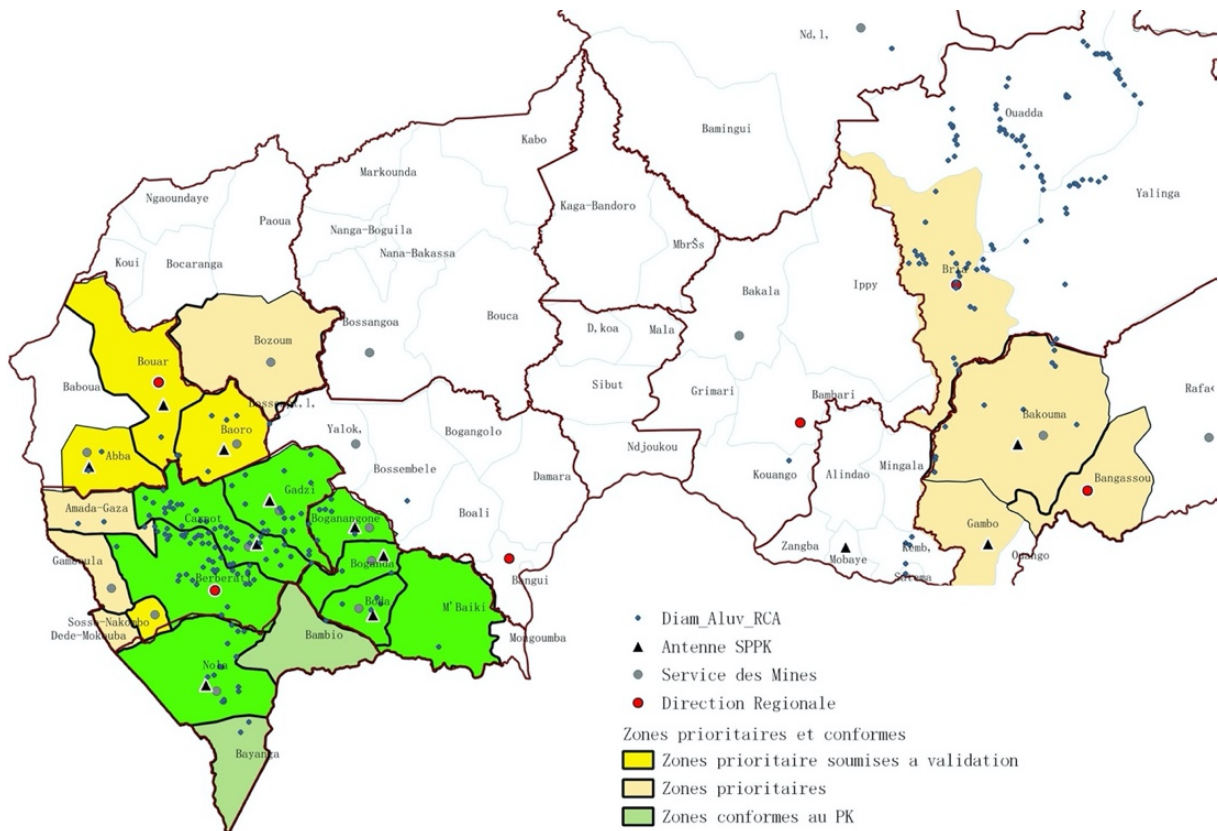 Nd,l,
Ouadda
Bamingui
Kabo
Markounda
Yalinga
Ngaoundaye
Kaga-Bandoro
Paoua
Nanga-Boguila
MbrŠs
Nana-Bakassa
Koui
Bocaranga
Bria
Ippy
Bakala
Bouca
Bossangoa
D.koa
Mala
Bozoum
Bouar
Sibut
Baboua
Grimari
Bambari
Rafa
Bakouma
Baoro
Yalok,
Bogangolo
Ndjoukou
Abba
Bossembele
Damara
Kouango
Alindao
Mingala
Bangassou
Gadzi
Amada-Gaza
Carnot
Boganangone
Boali
Gambo
Zangba
Mobaye
Kemb,
Ouango
Gamboula
Boganda
Bangui
Satema
Berberati
Boda
M'Baiki
Sosso-Nakombo
Dede-Mokouba
Bambio
Mongoumba
Nola
Bayanga
Diam_Aluv_RCA
Antenne SPPK
Service des Mines
Direction Regionale
Zones prioritaires et conformes
Zones prioritaire soumises a validation
Zones prioritaires
Zones conformes au PK